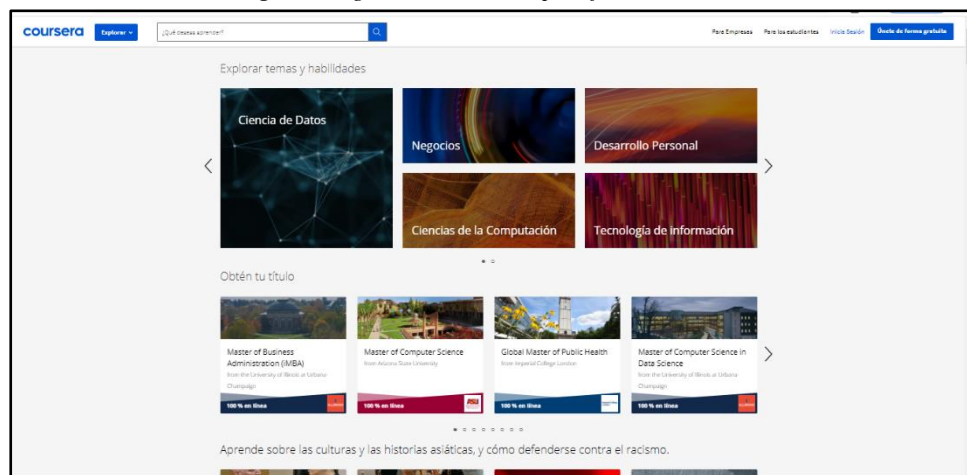 coursera
Explorar
¿Qué deseas aprender?
Para Empresas
Para los estudiantes
Inicia Sesión
Únete de forma gratuita
Explorar temas y habilidades
Ciencia de Datos
Negocios
Desarrollo Personal
Ciencias de la Computación
Tecnología de información
Obtén tu título
Master of Business
Administration (iMBA)
from the University of Illinois at Urbana-
Champaign
100 % en línea
Master of Computer Science
from Arizona State University
100 % en línea
ASU
Global Master of Public Health
from Imperial College London
100 % en línea
Master of Computer Science in
Data Science
from the University of Illinois at Urbana-
Champaign
100 % en línea
Aprende sobre las culturas y las historias asiáticas, y cómo defenderse contra el racismo.